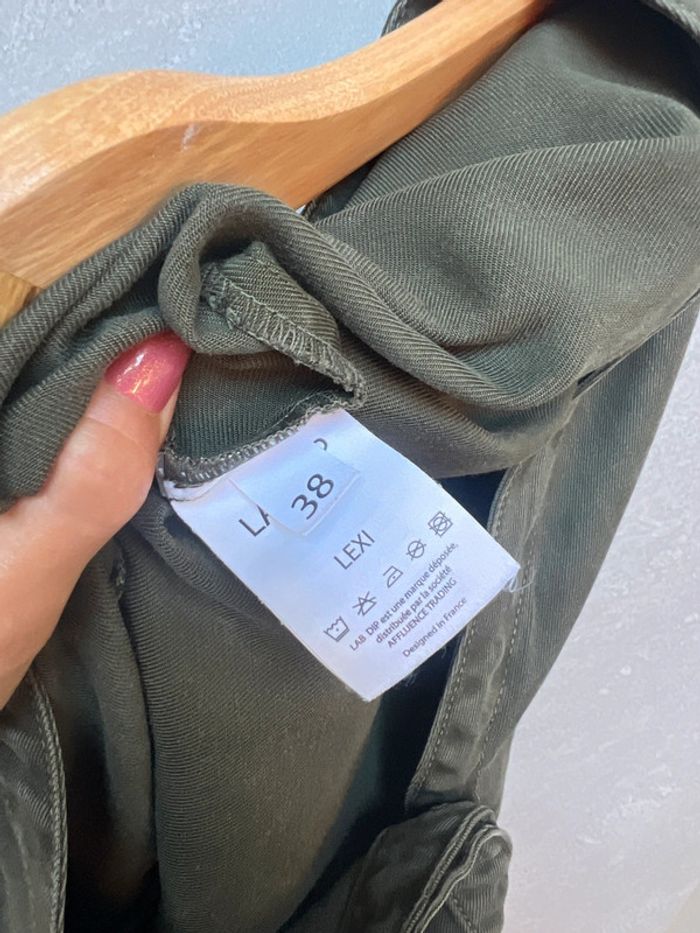 38
LEXI
LAB DIP est une marque déposée,
distribuée par la société
AFFLUENCE TRADING
Designed in France